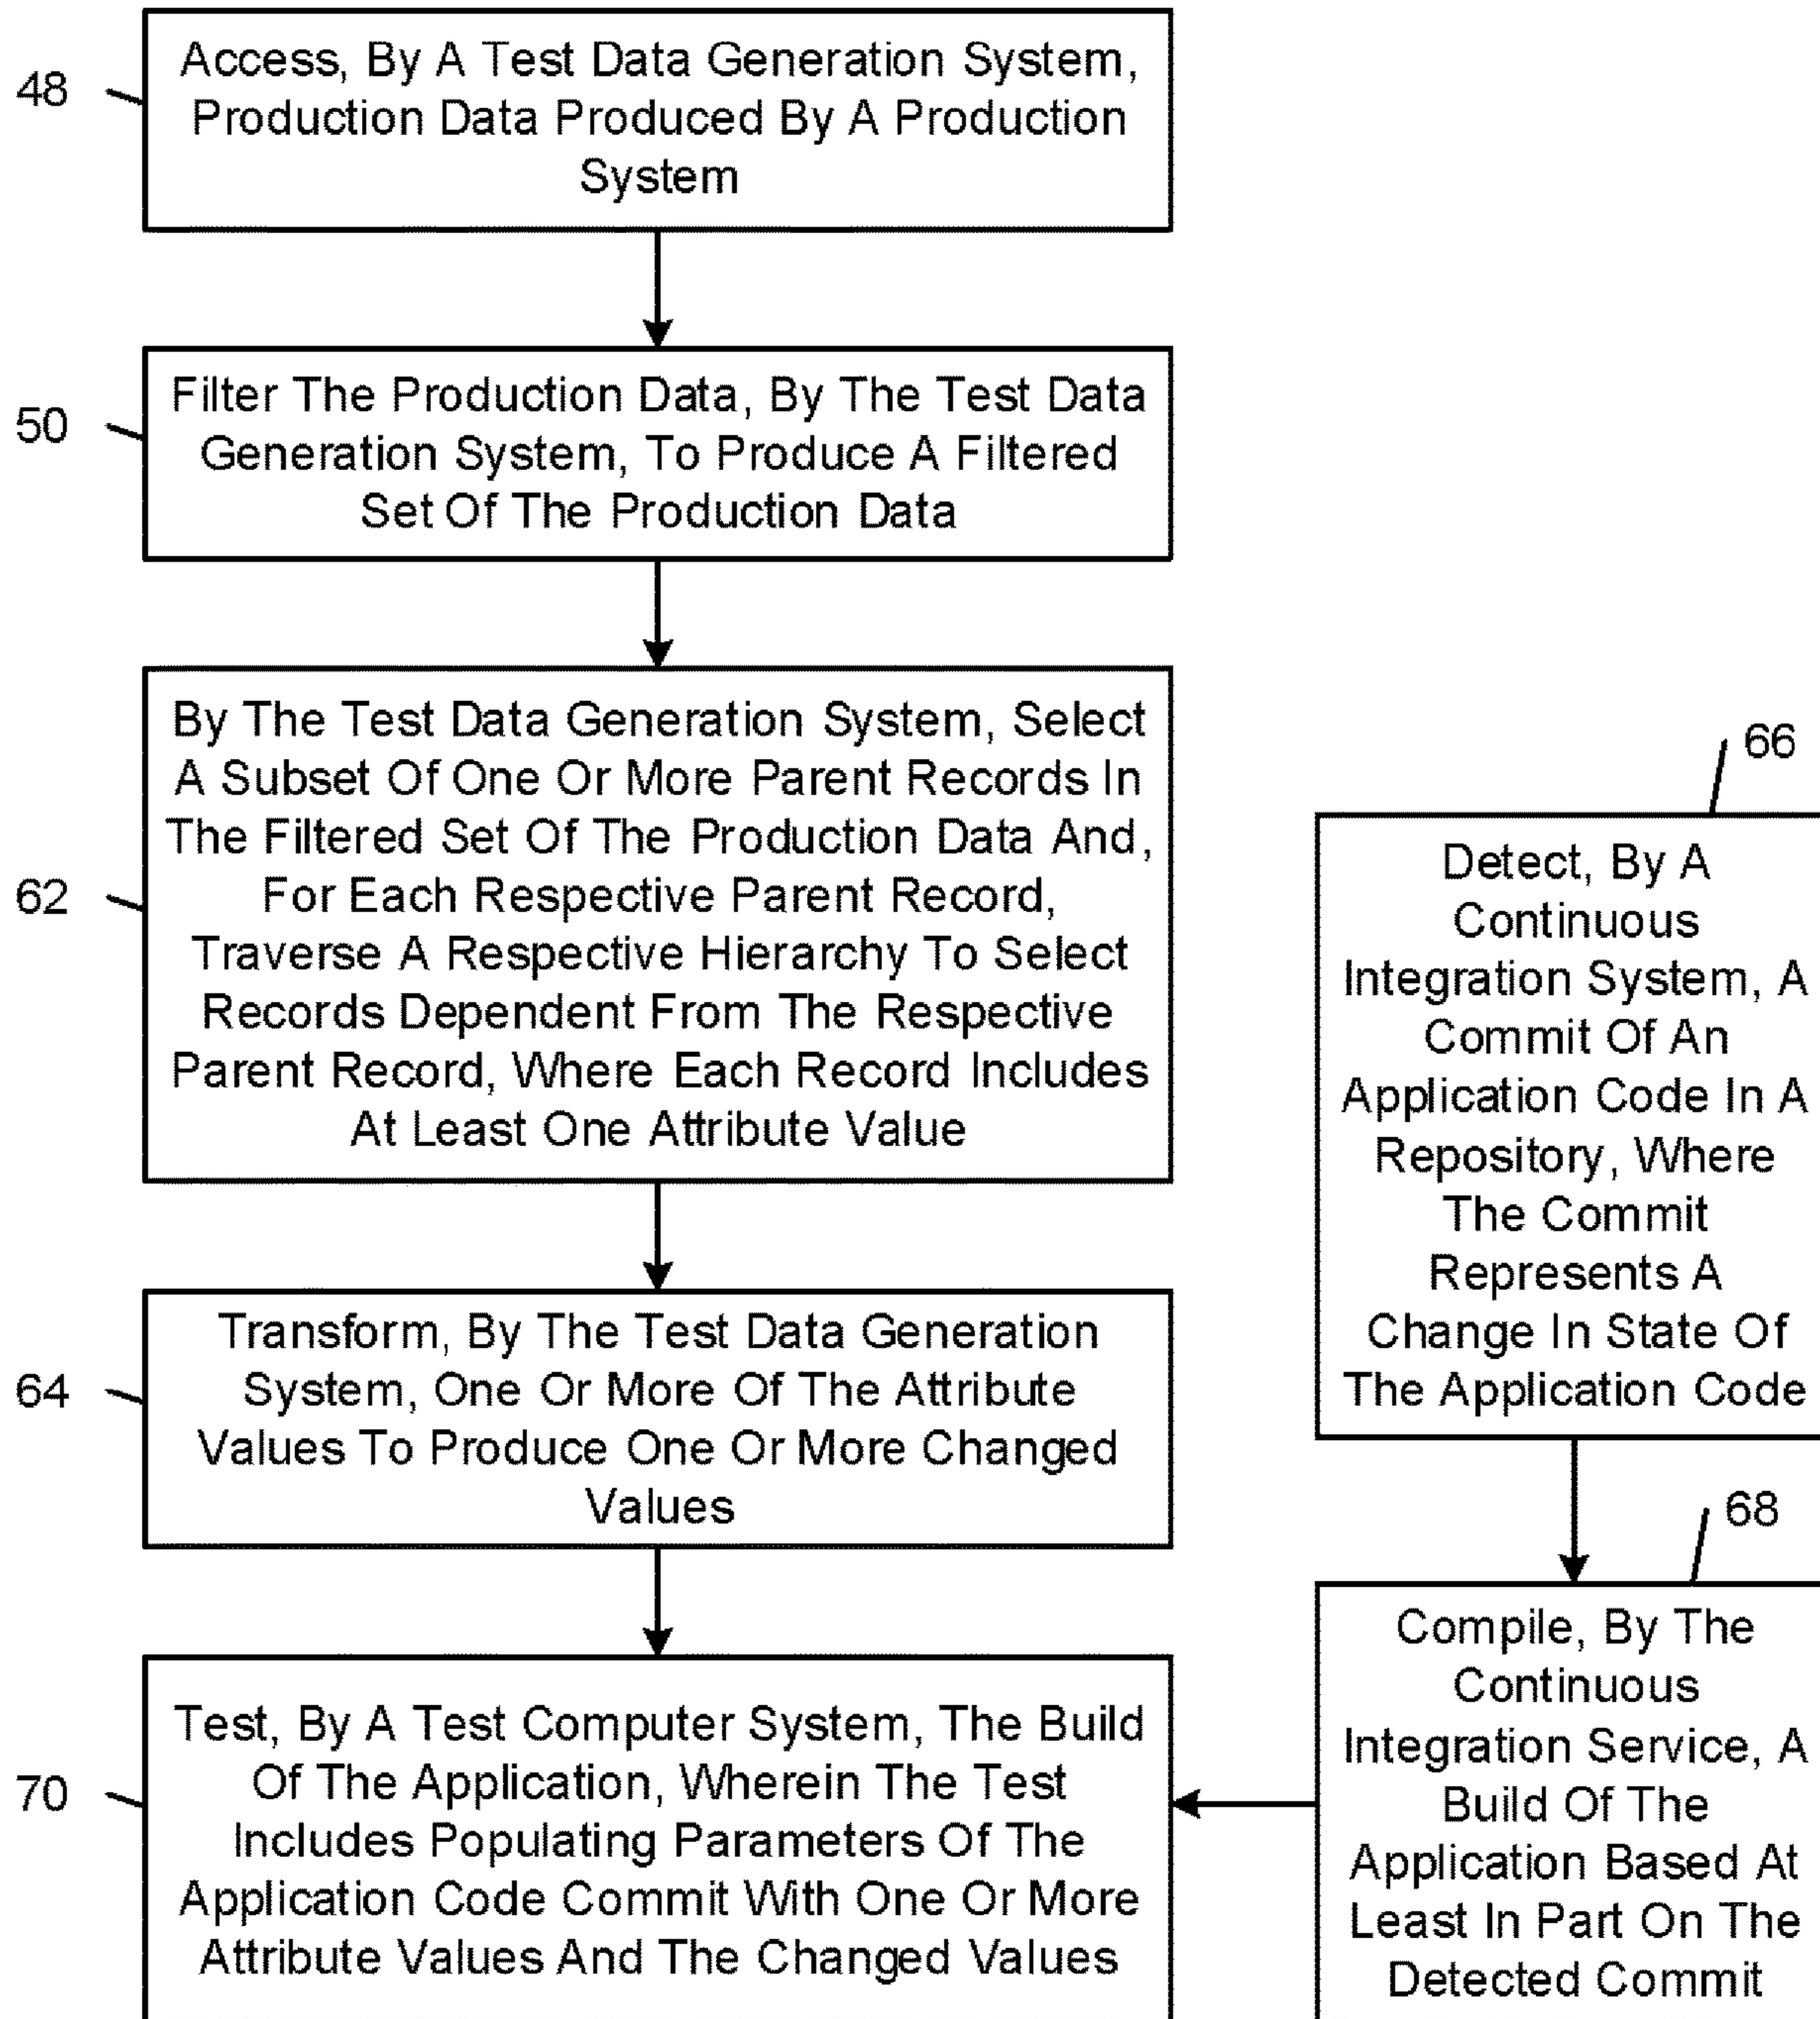 48
Access, By A Test Data Generation System,
Production Data Produced By A Production
System
50
Filter The Production Data, By The Test Data
Generation System, To Produce A Filtered
Set Of The Production Data
62
By The Test Data Generation System, Select
A Subset Of One Or More Parent Records In
The Filtered Set Of The Production Data And,
For Each Respective Parent Record,
Traverse A Respective Hierarchy To Select
Records Dependent From The Respective
Parent Record, Where Each Record Includes
At Least One Attribute Value
64
Transform, By The Test Data Generation
System, One Or More Of The Attribute
Values To Produce One Or More Changed
Values
66
Detect, By A
Continuous
Integration System, A
Commit Of An
Application Code In A
Repository, Where
The Commit
Represents A
Change In State Of
The Application Code
68
Compile, By The
Continuous
Integration Service, A
Build Of The
Application Based At
Least In Part On The
Detected Commit
70
Test, By A Test Computer System, The Build
Of The Application, Wherein The Test
Includes Populating Parameters Of The
Application Code Commit With One Or More
Attribute Values And The Changed Values